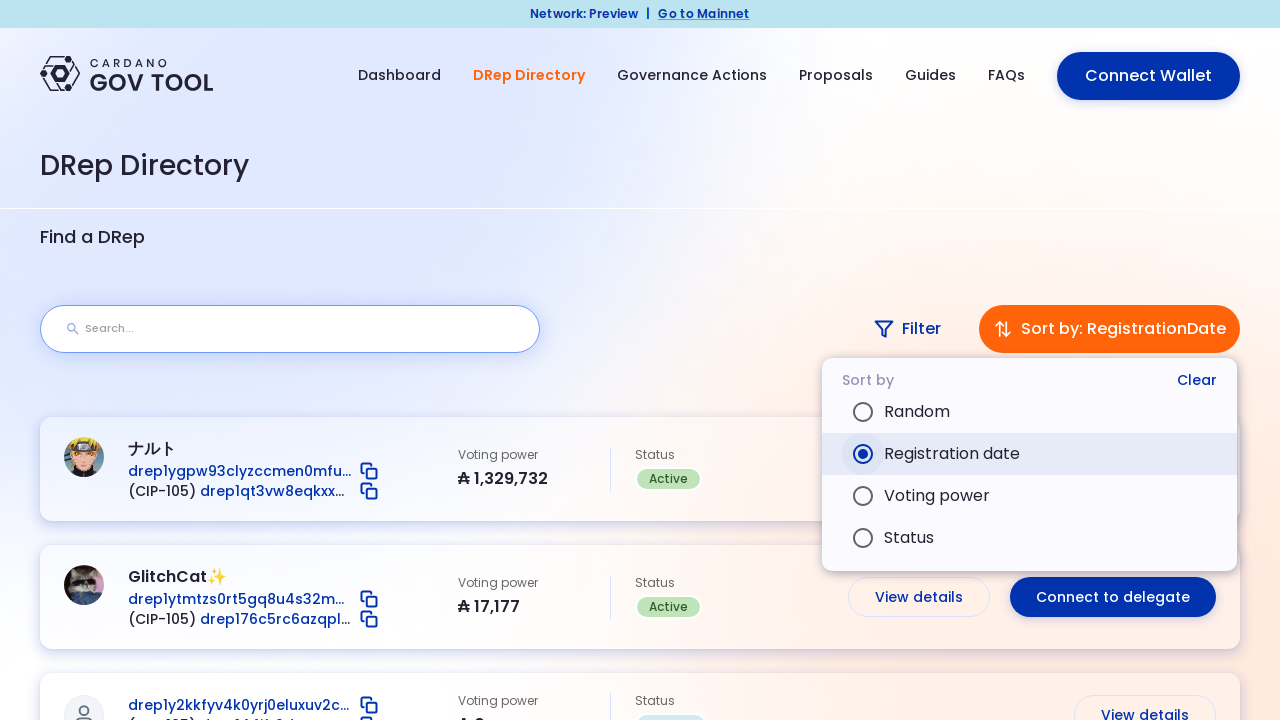 Network: Preview | Go to Mainnet
CARDANO
GOV TOOL
Dashboard
DRep Directory
Governance Actions
Proposals
Guides
FAQs
Connect Wallet
DRep Directory
Find a DRep
Search...
Filter
Sort by: RegistrationDate
Sort by
Clear
Random
Registration date
Voting power
Status
ナルト
drep1ygpw93clyzccmen0mfu...
(CIP-105) drep1qt3vw8eqkxx...
Voting power
₳ 1,329,732
Status
Active
GlitchCat✨
drep1ytmtzs0rt5gq8u4s32m...
(CIP-105) drep176c5rc6azqpl...
Voting power
₳ 17,177
Status
Active
View details
Connect to delegate
drep1y2kkfyv4k0yrj0eluxuv2c...
Voting power
Status
View details